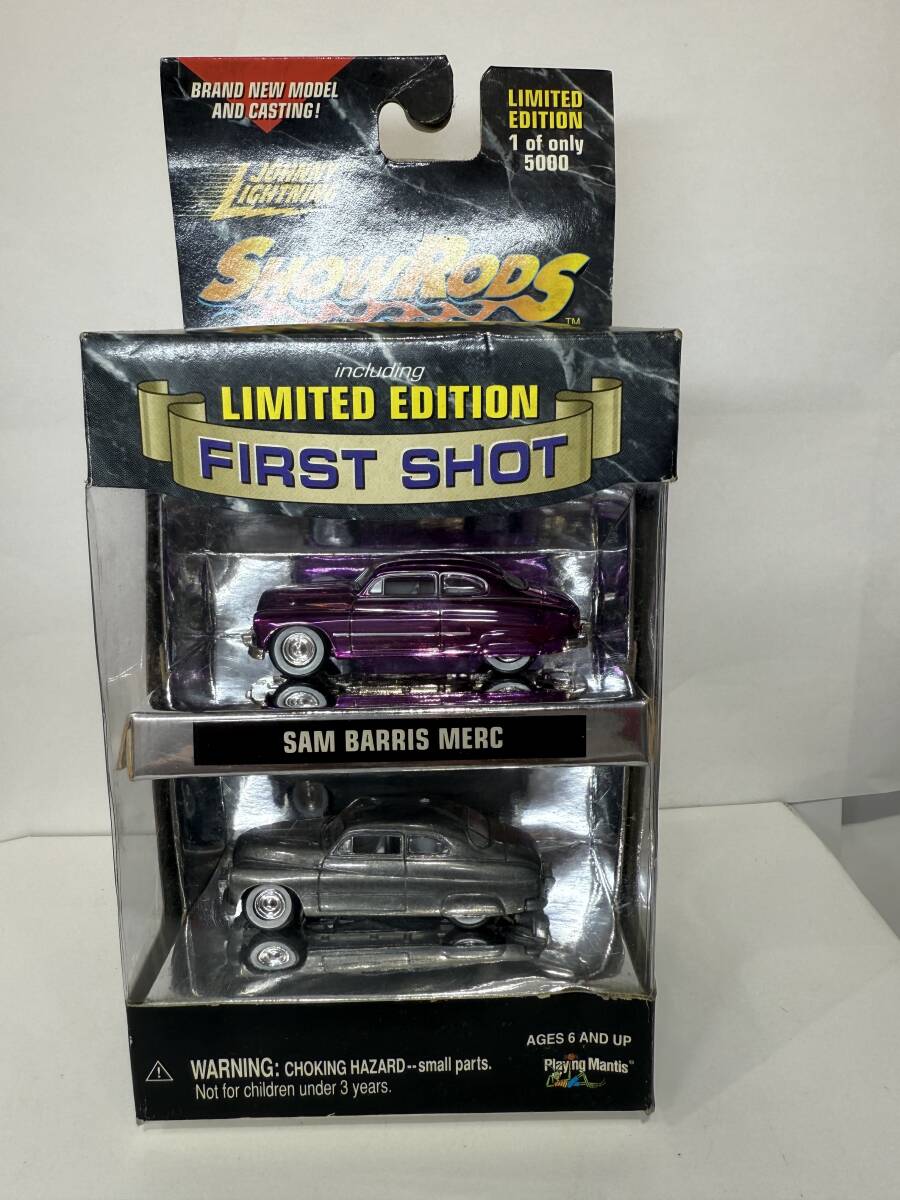 BRAND NEW MODEL
AND CASTING!
LIMITED
EDITION
1 of only
5000
JOHNNY
LIGHTNING
SHOWRODS
TM
including
LIMITED EDITION
FIRST SHOT
SAM BARRIS MERC
AGES 6 AND UP
WARNING: CHOKING HAZARD--small parts.
Not for children under 3 years.
Playing Mantis